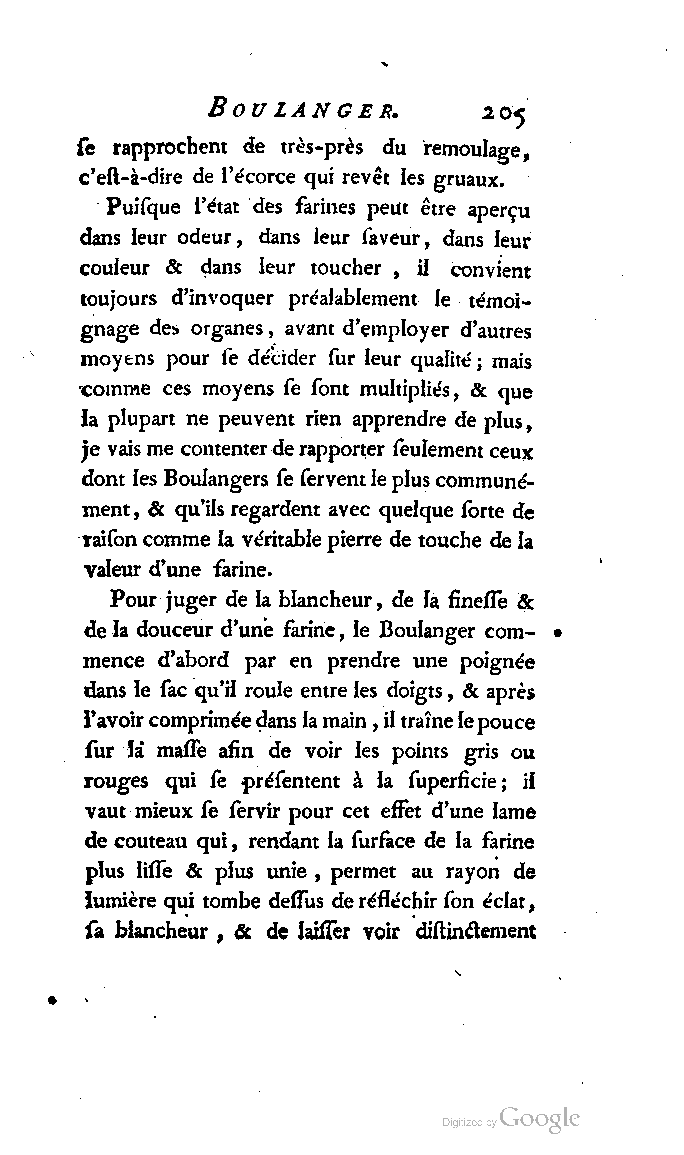 BOULANGER. 205
ſe rapprochent de très-près du remoulage,
c'eſt-à-dire de l'écorce qui revêt les gruaux.
Puiſque l'état des farines peut être aperçu
dans leur odeur, dans leur ſaveur, dans leur
couleur & dans leur toucher, il convient
toujours d'invoquer préalablement le témoi-
gnage des organes, avant d'employer d'autres
moyens pour ſe décider ſur leur qualité; mais
comme ces moyens ſe ſont multipliés, & que
la plupart ne peuvent rien apprendre de plus,
je vais me contenter de rapporter ſeulement ceux
dont les Boulangers ſe ſervent le plus communé-
ment, & qu'ils regardent avec quelque ſorte de
raiſon comme la véritable pierre de touche de la
valeur d'une farine.
Pour juger de la blancheur, de la fineſſe &
de la douceur d'une farine, le Boulanger com-
mence d'abord par en prendre une poignée
dans le ſac qu'il roule entre les doigts, & après
l'avoir comprimée dans la main, il traîne le pouce
ſur la maſſe afin de voir les points gris ou
rouges qui ſe préſentent à la ſuperficie; il
vaut mieux ſe ſervir pour cet effet d'une lame
de couteau qui, rendant la ſurface de la farine
plus liſſe & plus unie, permet au rayon de
lumière qui tombe deſſus de réfléchir ſon éclat,
ſa blancheur, & de laiſſer voir diſtinctement
Digitized by Google